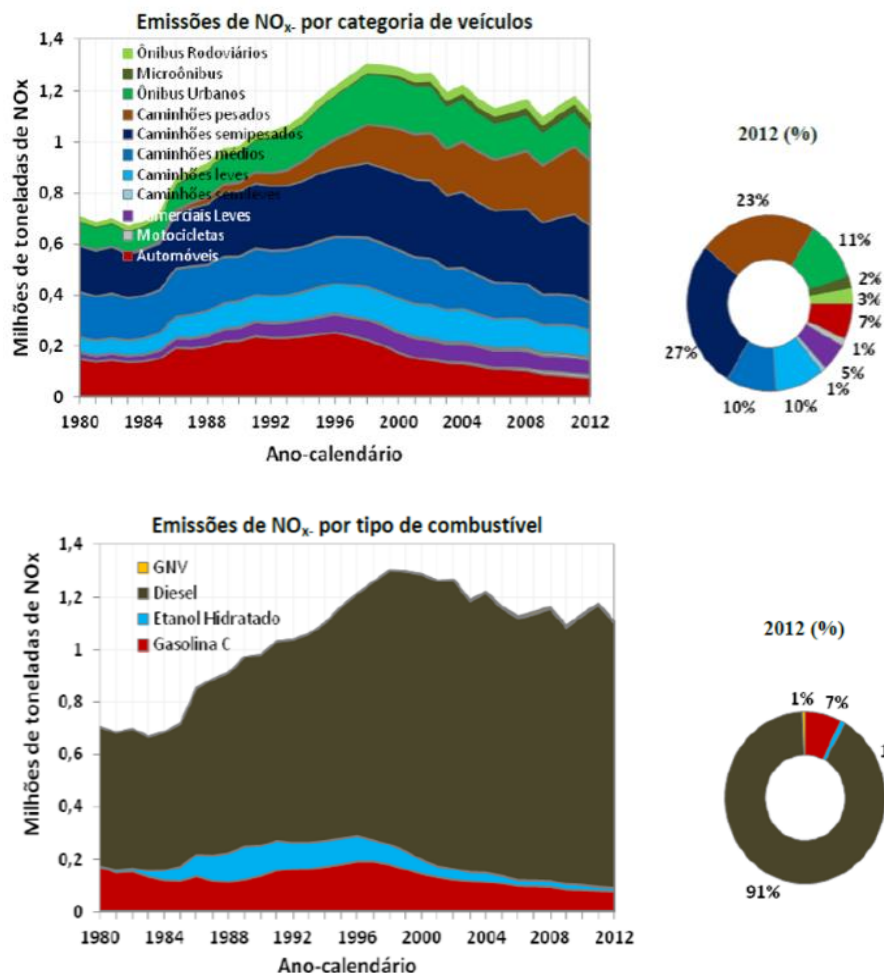 Emissões de NOx- por categoria de veículos
Milhões de toneladas de NOx
1,4
1,2
1
0,8
0,6
0,4
0,2
0
Ônibus Rodoviários
Microônibus
Ônibus Urbanos
Caminhões pesados
Caminhões semipesados
Caminhões médios
Caminhões leves
Caminhões semileves
Comerciais Leves
Motocicletas
Automóveis
1980 1984 1988 1992 1996 2000 2004 2008 2012
Ano-calendário
2012 (%)
23%
11%
2%
3%
7%
1%
5%
1%
10%
10%
27%
Emissões de NOx- por tipo de combustível
Milhões de toneladas de NOx
1,4
1,2
1
0,8
0,6
0,4
0,2
0
GNV
Diesel
Etanol Hidratado
Gasolina C
1980 1984 1988 1992 1996 2000 2004 2008 2012
Ano-calendário
2012 (%)
1%
7%
91%